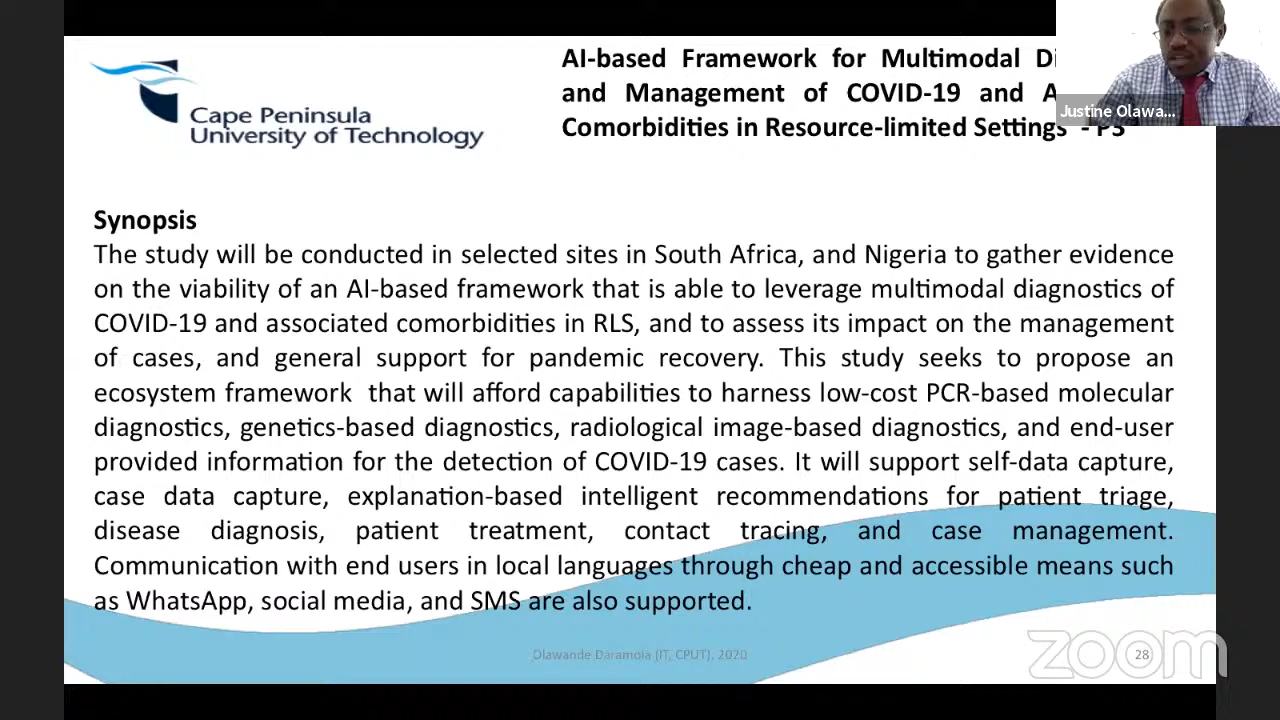 Cape Peninsula
University of Technology
AI-based Framework for Multimodal
and Management of COVID-19 and
Comorbidities in Resource-limited Settings
Justine Olawa...
Synopsis
The study will be conducted in selected sites in South Africa, and Nigeria to gather evidence
on the viability of an AI-based framework that is able to leverage multimodal diagnostics of
COVID-19 and associated comorbidities in RLS, and to assess its impact on the management
of cases, and general support for pandemic recovery. This study seeks to propose an
ecosystem framework that will afford capabilities to harness low-cost PCR-based molecular
diagnostics, genetics-based diagnostics, radiological image-based diagnostics, and end-user
provided information for the detection of COVID-19 cases. It will support self-data capture,
case data capture, explanation-based intelligent recommendations for patient triage,
disease diagnosis, patient treatment, contact tracing, and case management.
Communication with end users in local languages through cheap and accessible means such
as WhatsApp, social media, and SMS are also supported.
Olawande Daramola (IT, CPUT), 2020
28
zoom